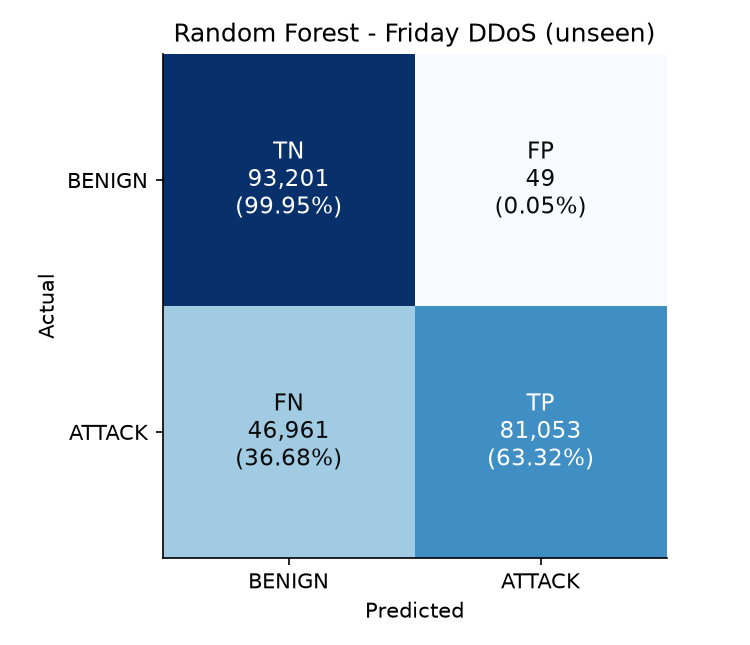 Random Forest - Friday DDoS (unseen)
BENIGN
TN
93,201
(99.95%)
FP
49
(0.05%)
Actual
ATTACK
FN
46,961
(36.68%)
TP
81,053
(63.32%)
BENIGN
ATTACK
Predicted